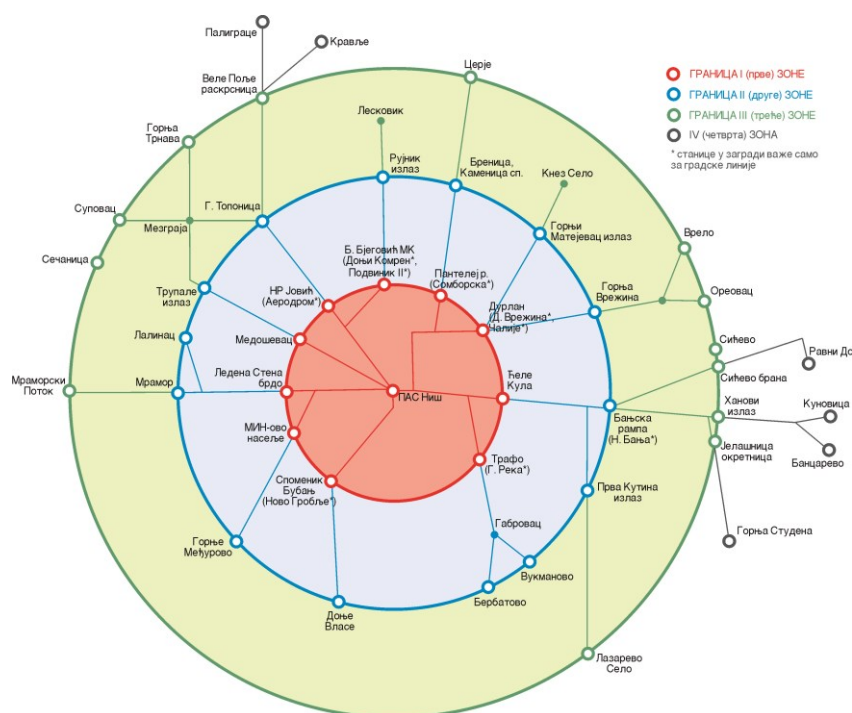 Палиграце
Кравље
Веле Поље
раскрсница
Церје
ГРАНИЦА I (прве) ЗОНЕ
ГРАНИЦА II (друге) ЗОНЕ
ГРАНИЦА III (треће) ЗОНЕ
IV (четврта) ЗОНА
* станице у загради важе само
за градске линије
Лесковик
Горња
Трнава
Рујник
излаз
Бреница,
Каменица сп.
Кнез Село
Суповац
Г. Топоница
Мезграја
Горњи
Матејевац излаз
Врело
Сечаница
Б. Бјеговић МК
(Доњи Комрен*,
Подвиник II*)
НР Јовић
(Аеродром*)
Пантелеј р.
(Сомборска*)
Трупале
излаз
Горња
Врежина
Ореовац
Дурлан
(Д. Врежина*,
Чалије*)
Лалинац
Медошевац
Сићево
Равни До
Сићево брана
Мраморски
Поток
Мрамор
Ледена Стена
брдо
ПАС Ниш
Ћеле
Кула
Ханови
излаз
Куновица
Бањска
рампа
(Н. Бања*)
МИН-ово
насеље
Јелашница
окретница
Банцарево
Трафо
(Г. Река*)
Споменик
Бубањ
(Ново Гробље*)
Прва Кутина
излаз
Габровац
Горња Студена
Горње
Међурово
Вукманово
Бербатово
Доње
Власе
Лазарево
Село